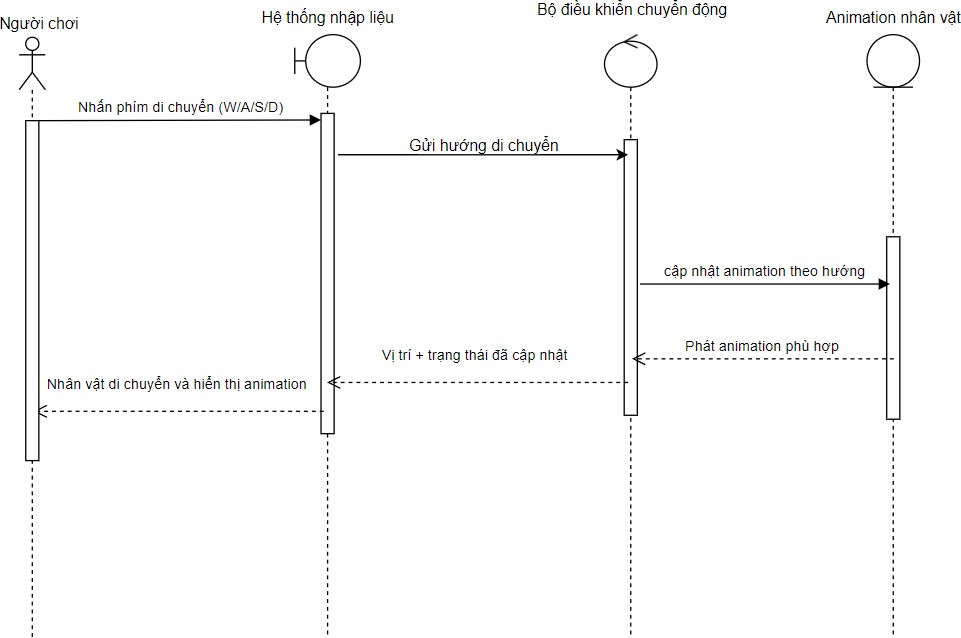 Người chơi
Hệ thống nhập liệu
Bộ điều khiển chuyển động
Animation nhân vật
Nhấn phím di chuyển (W/A/S/D)
Gửi hướng di chuyển
cập nhật animation theo hướng
Phát animation phù hợp
Vị trí + trạng thái đã cập nhật
Nhân vật di chuyển và hiển thị animation